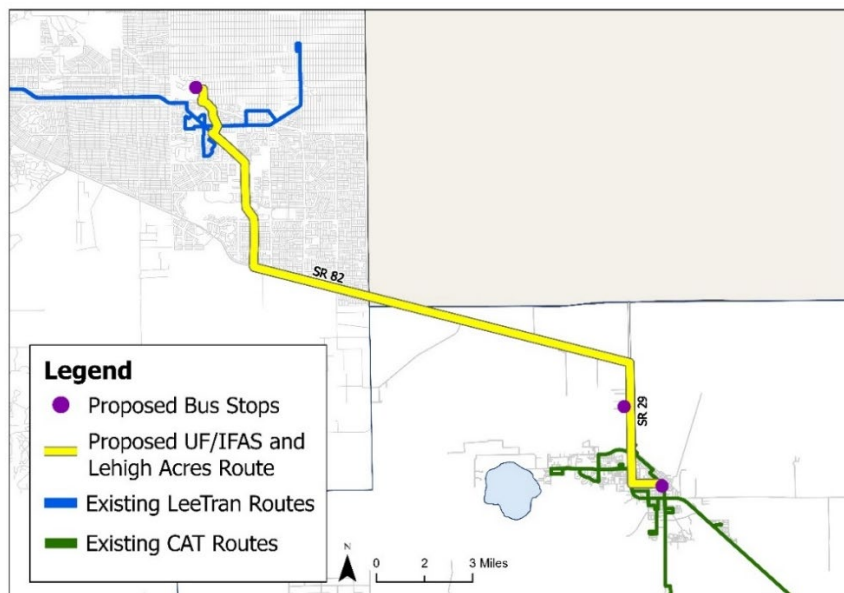 SR 82
SR 29
Legend
Proposed Bus Stops
Proposed UF/IFAS and
Lehigh Acres Route
Existing LeeTran Routes
Existing CAT Routes
N
0 2 3 Miles